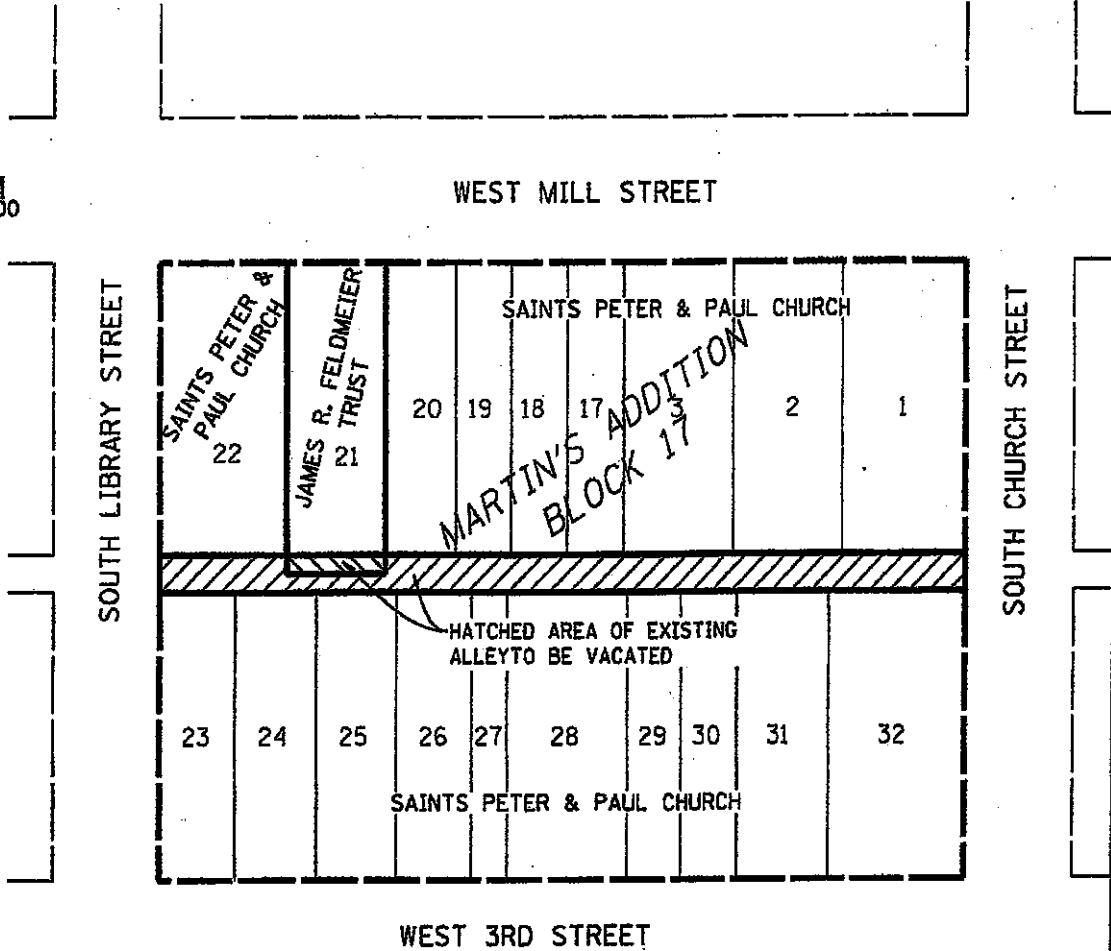 WEST MILL STREET
00
SOUTH LIBRARY STREET
SAINTS PETER &
PAUL CHURCH
22
JAMES R. FELDMEIER
TRUST
21
SAINTS PETER & PAUL CHURCH
20 19 18 17 3 2 1
MARTIN'S ADDITION
BLOCK 17
SOUTH CHURCH STREET
HATCHED AREA OF EXISTING
ALLEYTO BE VACATED
23 24 25 26 27 28 29 30 31 32
SAINTS PETER & PAUL CHURCH
WEST 3RD STREET